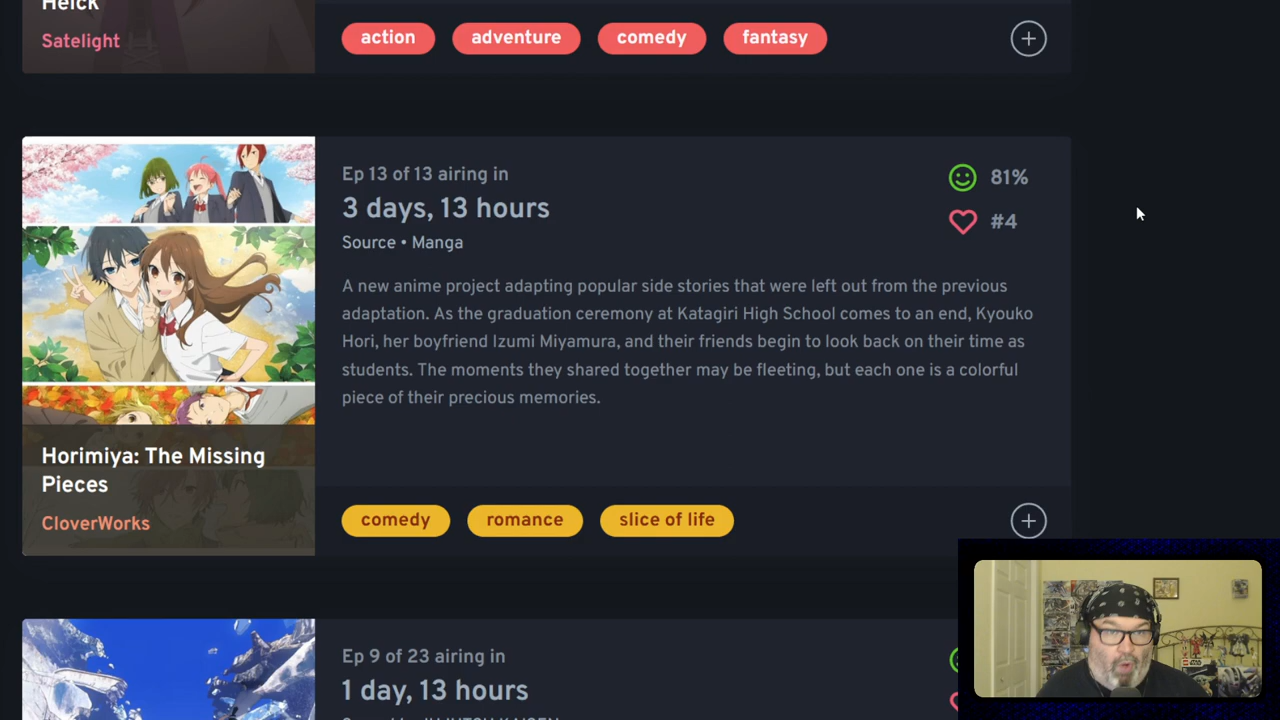 Helck
Satelight
action
adventure
comedy
fantasy
Ep 13 of 13 airing in
3 days, 13 hours
Source • Manga
81%
#4
A new anime project adapting popular side stories that were left out from the previous
adaptation. As the graduation ceremony at Katagiri High School comes to an end, Kyouko
Hori, her boyfriend Izumi Miyamura, and their friends begin to look back on their time as
students. The moments they shared together may be fleeting, but each one is a colorful
piece of their precious memories.
Horimiya: The Missing
Pieces
CloverWorks
comedy
romance
slice of life
Ep 9 of 23 airing in
1 day, 13 hours